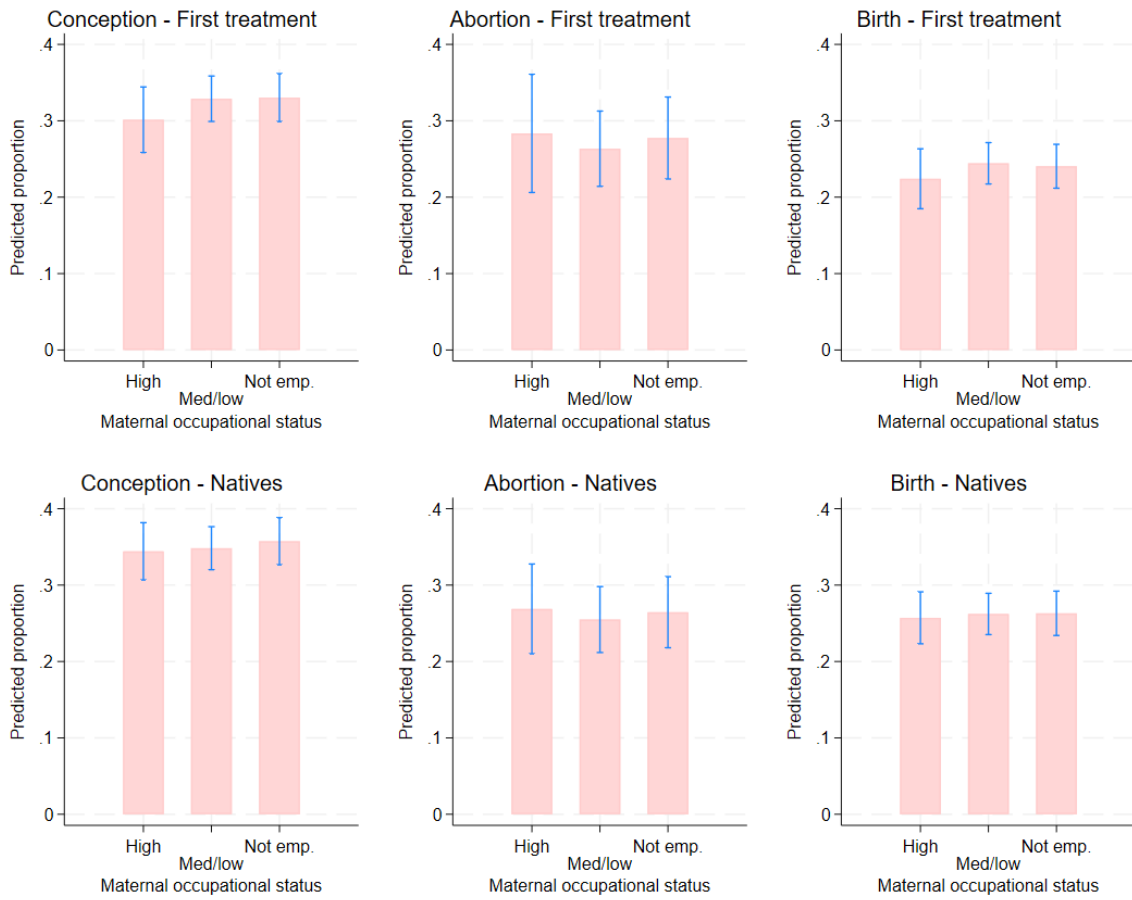 Conception - First treatment
.4
.3
.2
.1
0
Predicted proportion
High
Med/low
Not emp.
Maternal occupational status
Abortion - First treatment
.4
.3
.2
.1
0
Predicted proportion
High
Med/low
Not emp.
Maternal occupational status
Birth - First treatment
.4
.3
.2
.1
0
Predicted proportion
High
Med/low
Not emp.
Maternal occupational status
Conception - Natives
.4
.3
.2
.1
0
Predicted proportion
High
Med/low
Not emp.
Maternal occupational status
Abortion - Natives
.4
.3
.2
.1
0
Predicted proportion
High
Med/low
Not emp.
Maternal occupational status
Birth - Natives
.4
.3
.2
.1
0
Predicted proportion
High
Med/low
Not emp.
Maternal occupational status